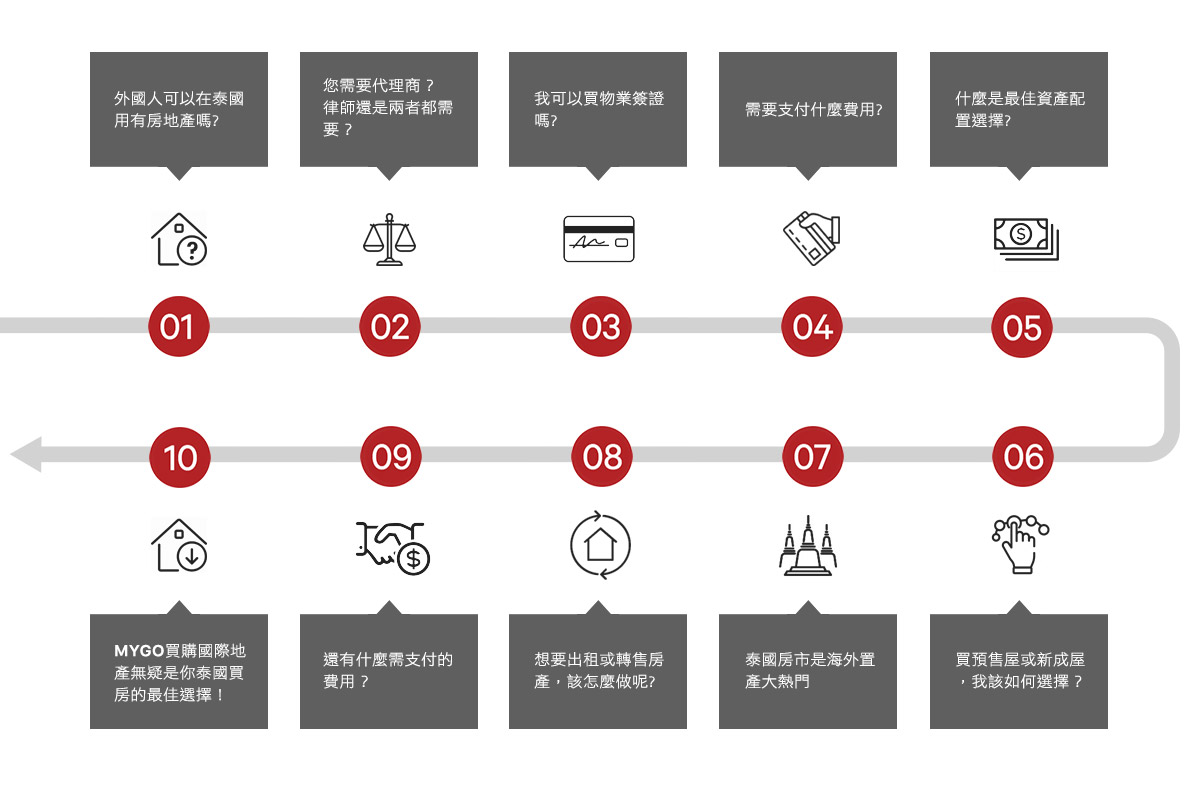 外國人可以在泰國
用有房地產嗎?
您需要代理商？
律師還是兩者都需
要？
我可以買物業簽證
嗎?
需要支付什麼費用?
什麼是最佳資產配
置選擇?
01
02
03
04
05
10
09
08
07
06
MYGO買購國際地
產無疑是你泰國買
房的最佳選擇！
還有什麼需支付的
費用？
想要出租或轉售房
產，該怎麼做呢?
泰國房市是海外置
產大熱門
買預售屋或新成屋
，我該如何選擇？